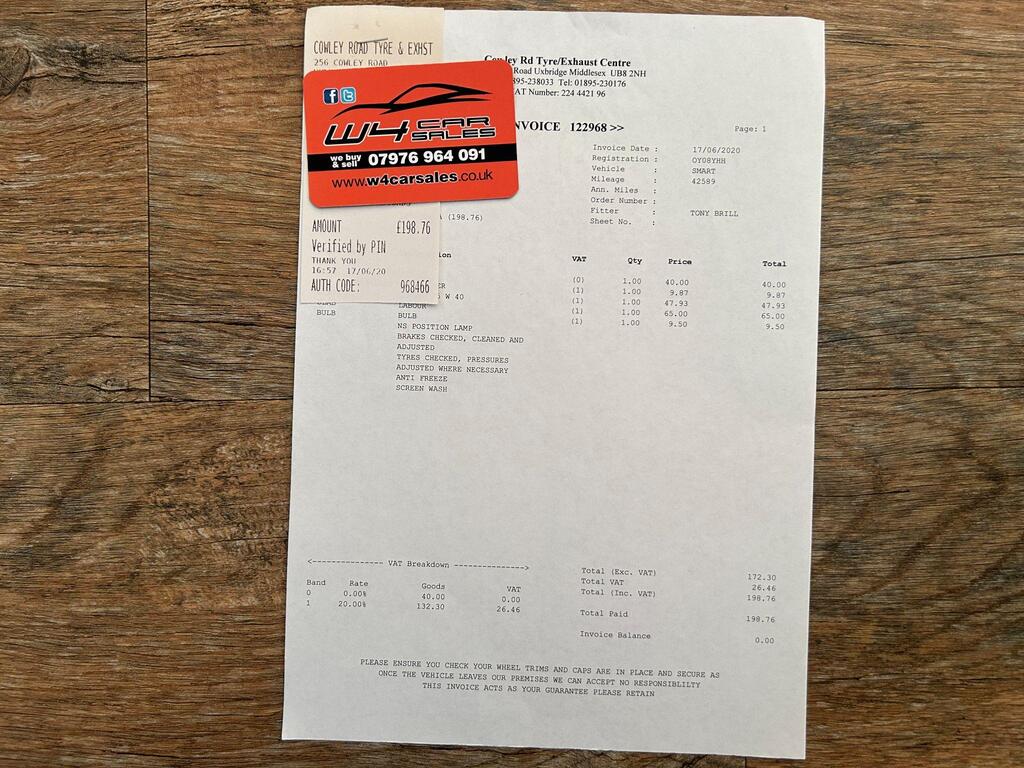 COWLEY ROAD TYRE & EXHST
256 COWLEY ROAD
f t
W4 CAR SALES
we buy & sell 07976 964 091
www.w4carsales.co.uk
AMOUNT £198.76
Verified by PIN
THANK YOU
16:57 17/06/20
AUTH CODE: 968466
Cowley Rd Tyre/Exhaust Centre
Road Uxbridge Middlesex UB8 2NH
895-238033 Tel: 01895-230176
VAT Number: 224 4421 96
NVOICE 122968 >>
Page: 1
Invoice Date : 17/06/2020
Registration : OY08YHH
Vehicle : SMART
Mileage : 42589
Ann. Miles :
Order Number :
Fitter : TONY BRILL
Sheet No. :
A (198.76)
ion VAT Qty Price Total
(0) 1.00 40.00 40.00
ER (1) 1.00 9.87 9.87
W 40 (1) 1.00 47.93 47.93
LABOUR (1) 1.00 65.00 65.00
BULB BULB (1) 1.00 9.50 9.50
NS POSITION LAMP
BRAKES CHECKED, CLEANED AND
ADJUSTED
TYRES CHECKED, PRESSURES
ADJUSTED WHERE NECESSARY
ANTI FREEZE
SCREEN WASH
<--------------- VAT Breakdown --------------->
Band Rate Goods VAT
0 0.00% 40.00 0.00
1 20.00% 132.30 26.46
Total (Exc. VAT) 172.30
Total VAT 26.46
Total (Inc. VAT) 198.76
Total Paid 198.76
Invoice Balance 0.00
PLEASE ENSURE YOU CHECK YOUR WHEEL TRIMS AND CAPS ARE IN PLACE AND SECURE AS
ONCE THE VEHICLE LEAVES OUR PREMISES WE CAN ACCEPT NO RESPONSIBLILTY
THIS INVOICE ACTS AS YOUR GUARANTEE PLEASE RETAIN